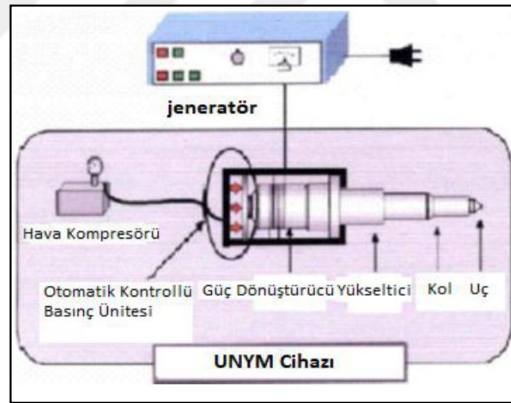 jeneratör
Hava Kompresörü
Otomatik Kontrollü
Basınç Ünitesi
Güç Dönüştürücü
Yükseltici
Kol
Uç
UNYM Cihazı